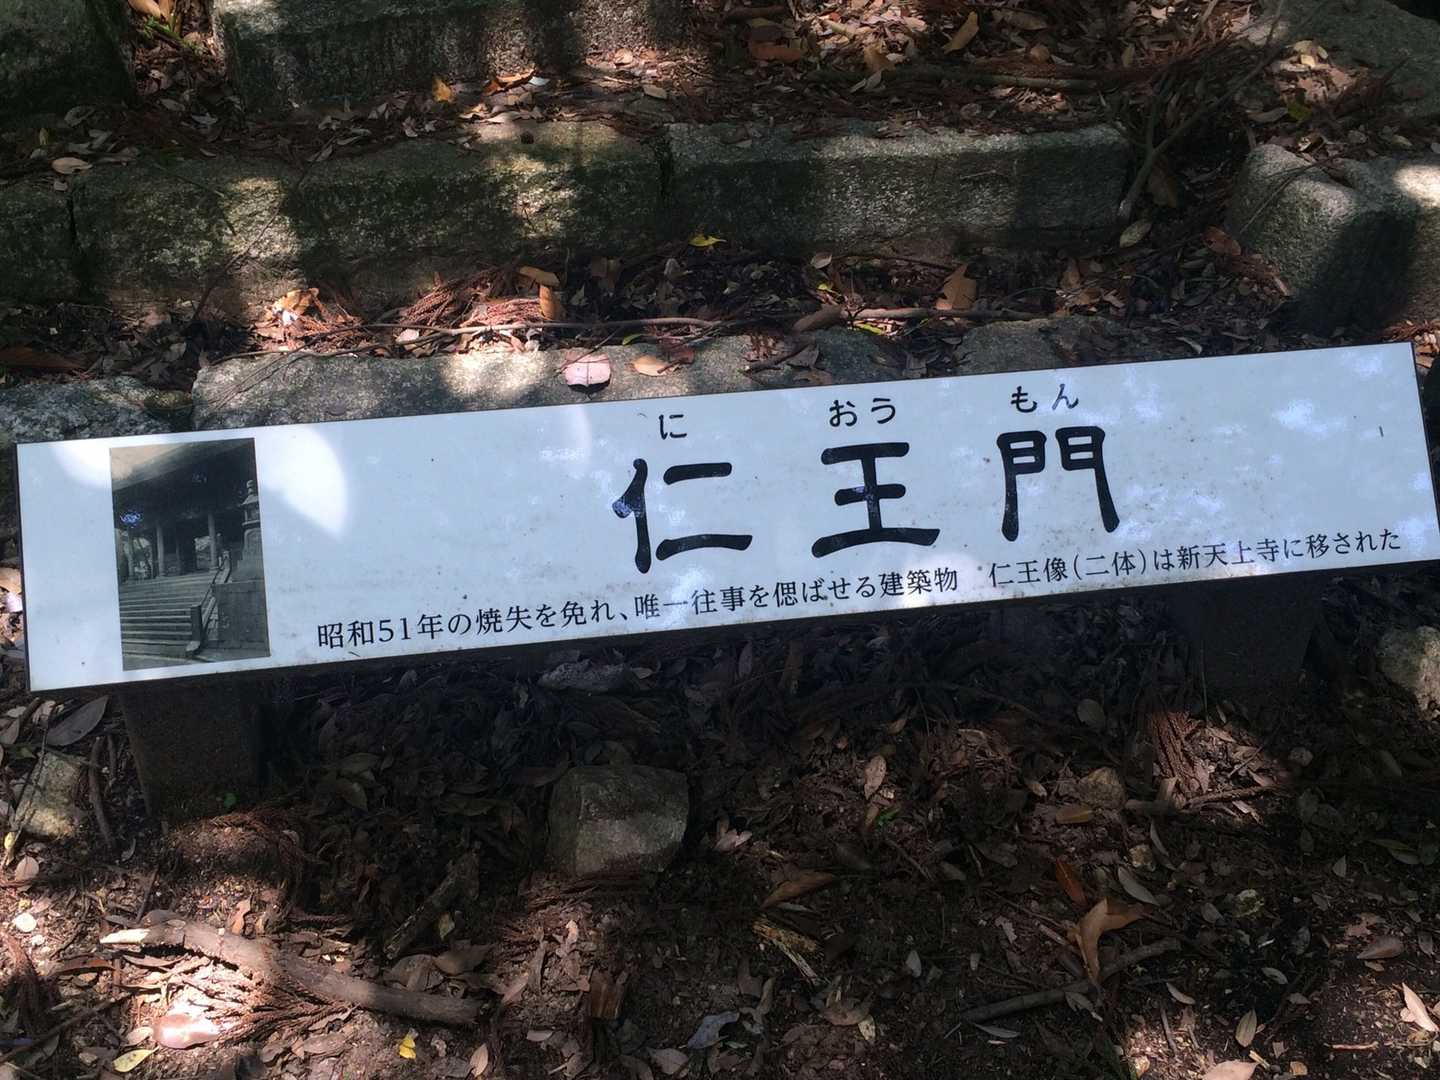 に おう もん
仁王門
昭和51年の焼失を免れ、唯一往事を偲ばせる建築物　仁王像(二体)は新天上寺に移された